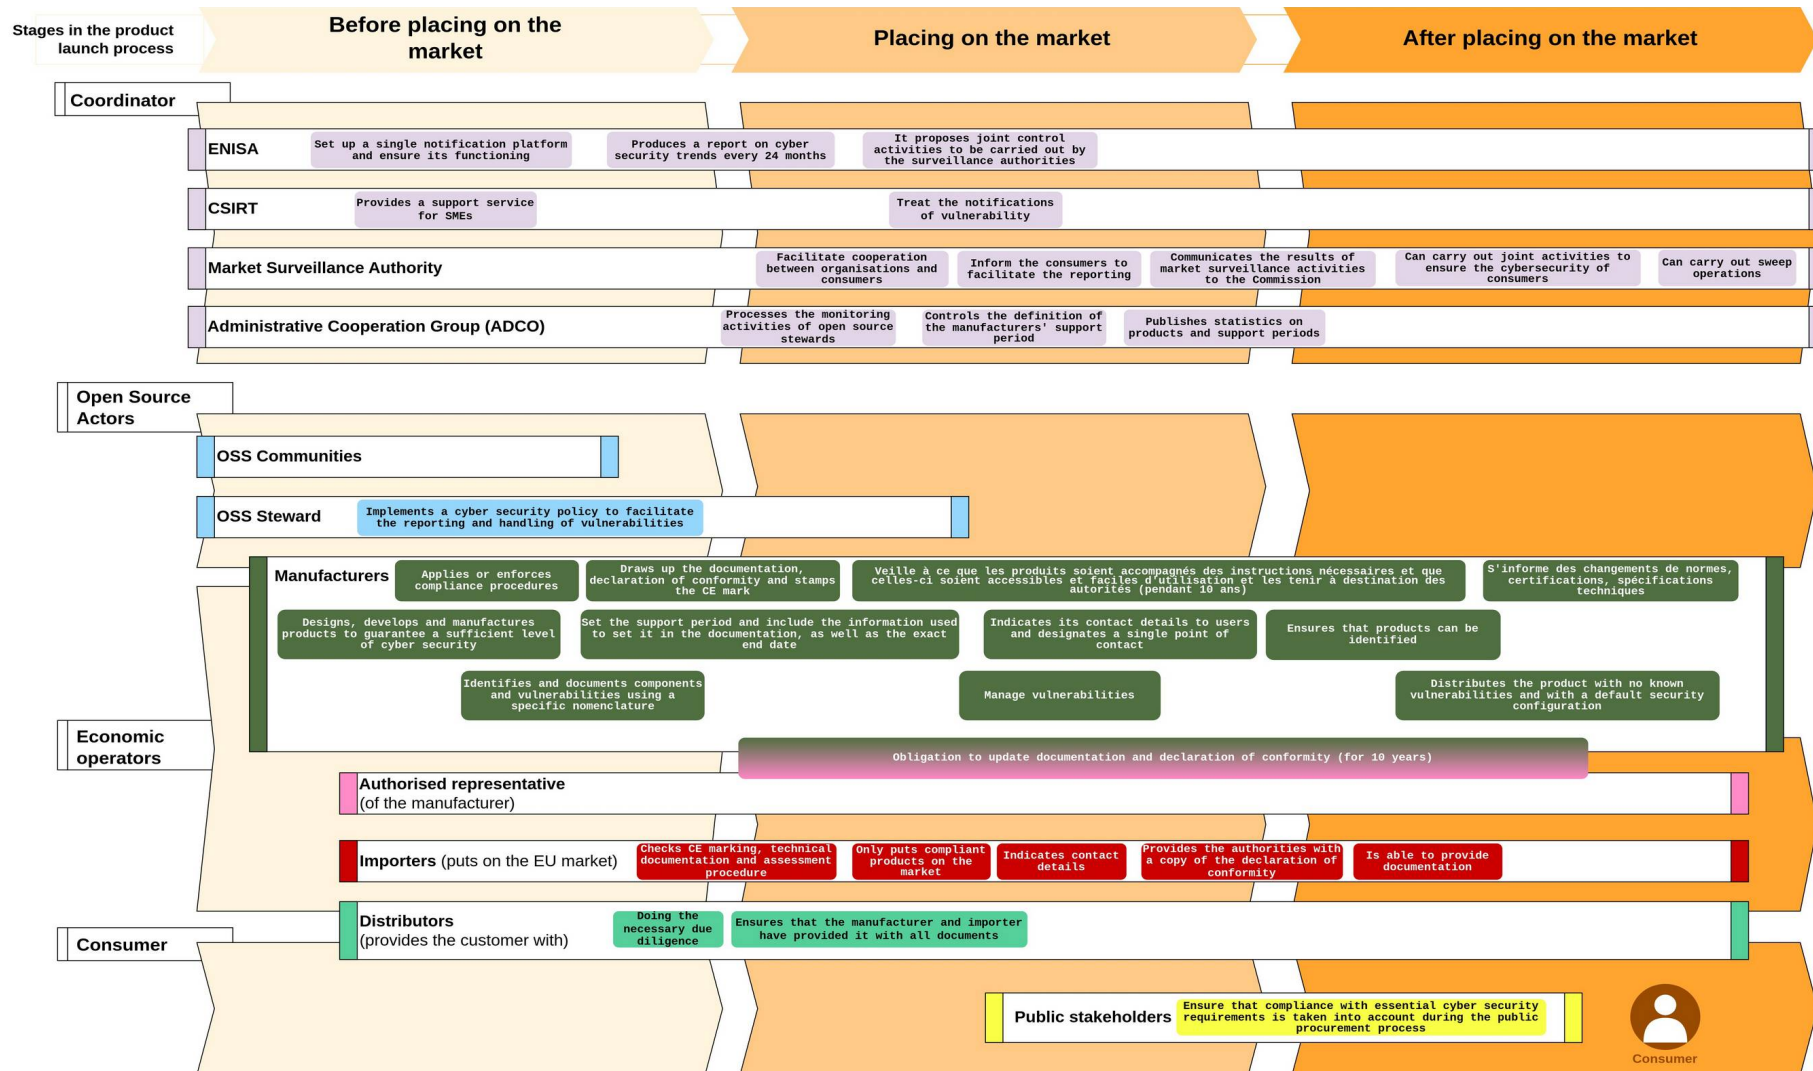 Stages in the product
launch process
Before placing on the
market
Placing on the market
After placing on the market
Coordinator
ENISA
Set up a single notification platform
and ensure its functioning
Produces a report on cyber
security trends every 24 months
It proposes joint control
activities to be carried out by
the surveillance authorities
CSIRT
Provides a support service
for SMEs
Treat the notifications
of vulnerability
Market Surveillance Authority
Facilitate cooperation
between organisations and
consumers
Inform the consumers to
facilitate the reporting
Communicates the results of
market surveillance activities
to the Commission
Can carry out joint activities to
ensure the cybersecurity of
consumers
Can carry out sweep
operations
Administrative Cooperation Group (ADCO)
Processes the monitoring
activities of open source
stewards
Controls the definition of
the manufacturers' support
period
Publishes statistics on
products and support periods
Open Source
Actors
OSS Communities
OSS Steward
Implements a cyber security policy to facilitate
the reporting and handling of vulnerabilities
Economic
operators
Manufacturers
Applies or enforces
compliance procedures
Draws up the documentation,
declaration of conformity and stamps
the CE mark
Veille à ce que les produits soient accompagnés des instructions nécessaires et que
celles-ci soient accessibles et faciles d'utilisation et les tenir à destination des
autorités (pendant 10 ans)
S'informe des changements de normes,
certifications, spécifications
techniques
Designs, develops and manufactures
products to guarantee a sufficient level
of cyber security
Set the support period and include the information used
to set it in the documentation, as well as the exact
end date
Indicates its contact details to users
and designates a single point of
contact
Ensures that products can be
identified
Identifies and documents components
and vulnerabilities using a
specific nomenclature
Manage vulnerabilities
Distributes the product with no known
vulnerabilities and with a default security
configuration
Obligation to update documentation and declaration of conformity (for 10 years)
Authorised representative
(of the manufacturer)
Importers (puts on the EU market)
Checks CE marking, technical
documentation and assessment
procedure
Only puts compliant
products on the
market
Indicates contact
details
Provides the authorities with
a copy of the declaration of
conformity
Is able to provide
documentation
Distributors
(provides the customer with)
Doing the
necessary due
diligence
Ensures that the manufacturer and importer
have provided it with all documents
Consumer
Public stakeholders
Ensure that compliance with essential cyber security
requirements is taken into account during the public
procurement process
Consumer